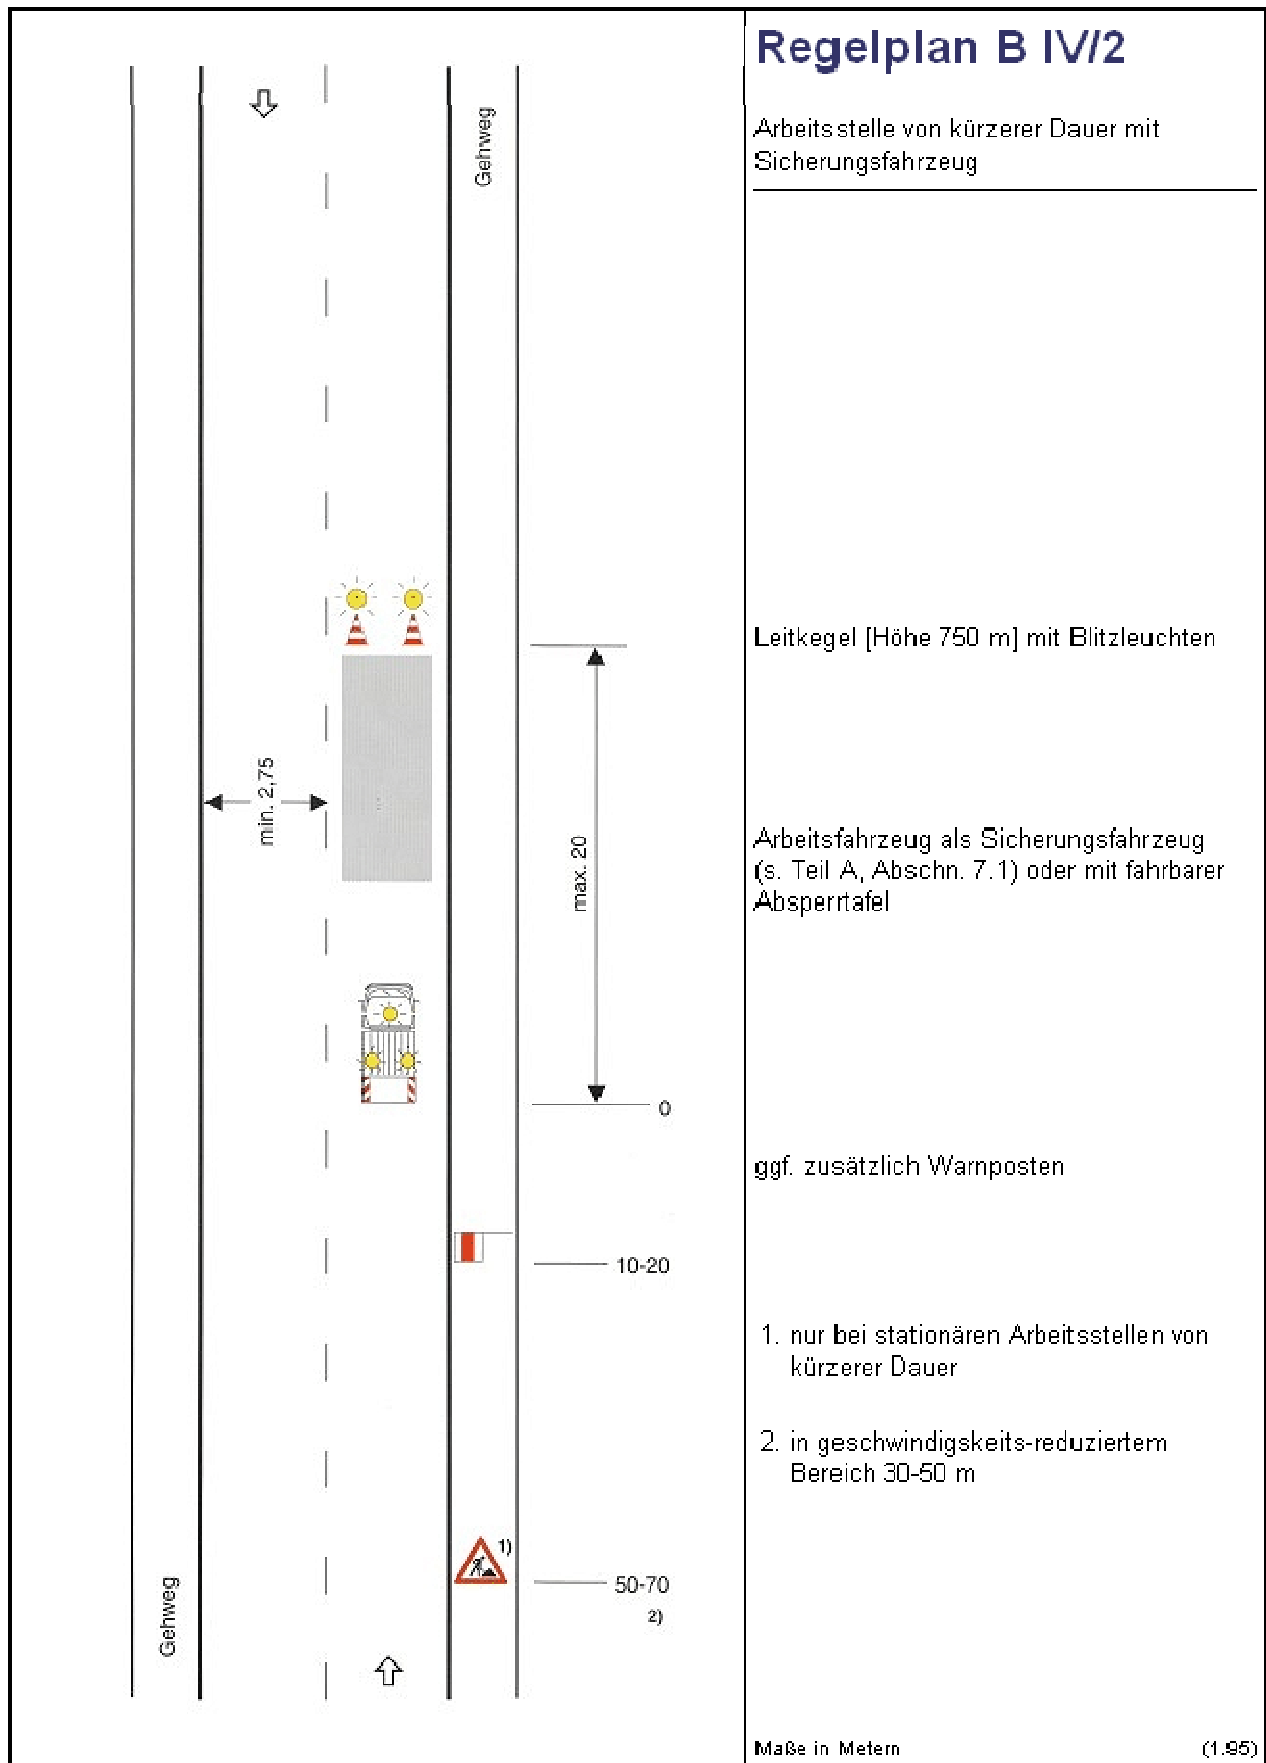 Regelplan B IV/2
Arbeitsstelle von kürzerer Dauer mit
Sicherungsfahrzeug
Gehweg
Leitkegel [Höhe 750 m] mit Blitzleuchten
min. 2,75
max. 20
Arbeitsfahrzeug als Sicherungsfahrzeug
(s. Teil A, Abschn. 7.1) oder mit fahrbarer
Absperrtafel
0
ggf. zusätzlich Warnposten
10-20
1. nur bei stationären Arbeitsstellen von
kürzerer Dauer
2. in geschwindigskeits-reduziertem
Bereich 30-50 m
1)
50-70
2)
Gehweg
Maße in Metern
(1.95)